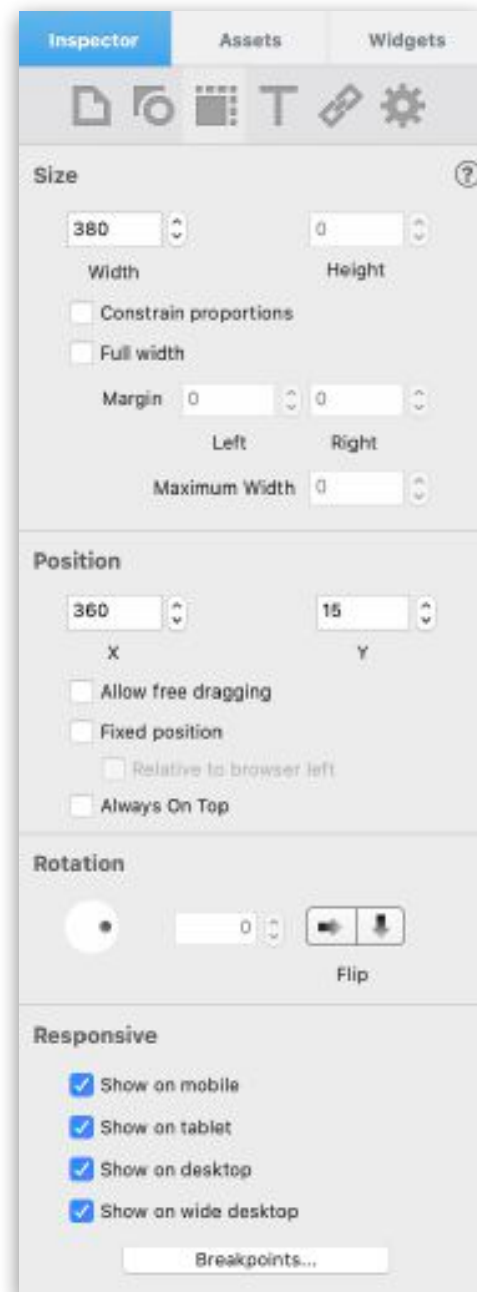 Inspector Assets Widgets
T
Size ?
380 0
Width Height
Constrain proportions
Full width
Margin 0 0
Left Right
Maximum Width 0
Position
360 15
X Y
Allow free dragging
Fixed position
Relative to browser left
Always On Top
Rotation
0
Flip
Responsive
Show on mobile
Show on tablet
Show on desktop
Show on wide desktop
Breakpoints...